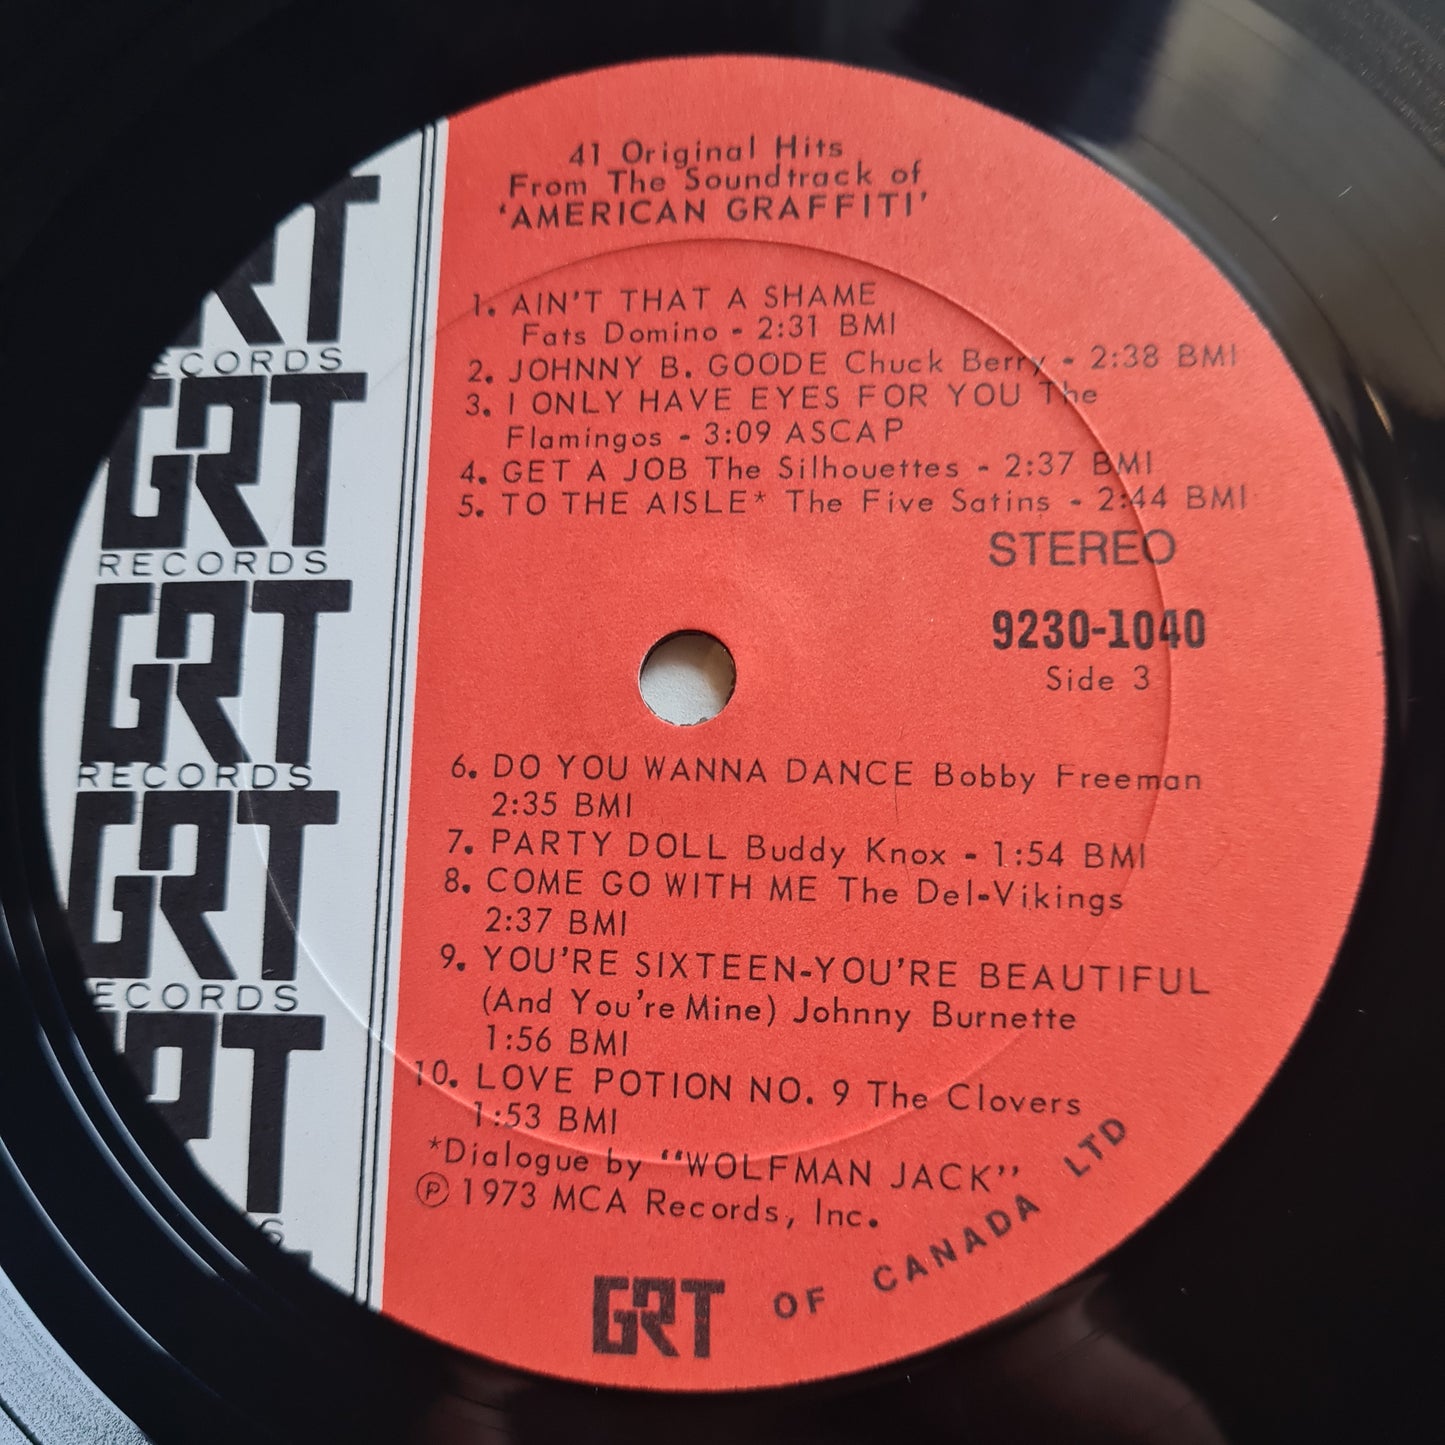 41 Original Hits
From The Soundtrack of
'AMERICAN GRAFFITI'
1. AIN'T THAT A SHAME
Fats Domino - 2:31 BMI
2. JOHNNY B. GOODE Chuck Berry - 2:38 BMI
3. I ONLY HAVE EYES FOR YOU The
Flamingos - 3:09 ASCAP
4. GET A JOB The Silhouettes - 2:37 BMI
5. TO THE AISLE* The Five Satins - 2:44 BMI
STEREO
9230-1040
Side 3
6. DO YOU WANNA DANCE Bobby Freeman
2:35 BMI
7. PARTY DOLL Buddy Knox - 1:54 BMI
8. COME GO WITH ME The Del-Vikings
2:37 BMI
9. YOU'RE SIXTEEN-YOU'RE BEAUTIFUL
(And You're Mine) Johnny Burnette
1:56 BMI
10. LOVE POTION NO. 9 The Clovers
1:53 BMI
*Dialogue by "WOLFMAN JACK"
℗ 1973 MCA Records, Inc.
GRT OF CANADA LTD
RT
ECORDS
GRT
RECORDS
GRT
RECORDS
GRT
ECORDS
RT